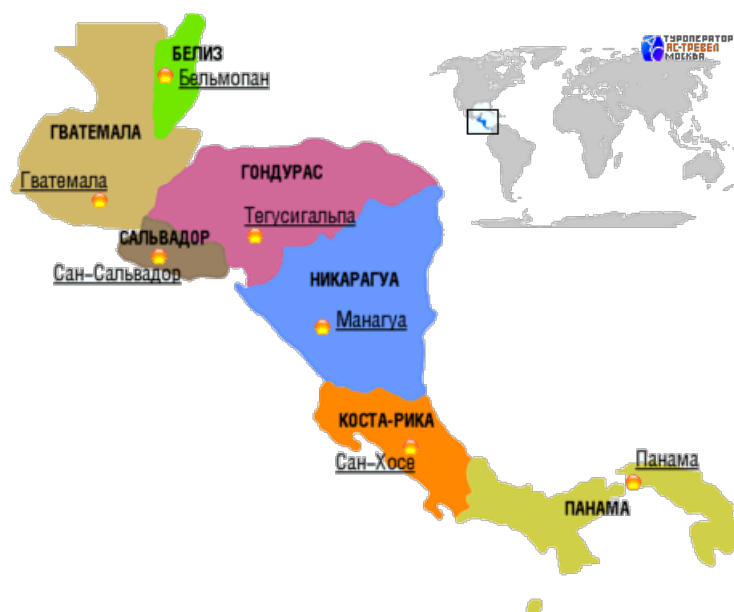 ТУРОПЕРАТОР
АС-ТРЕВЕЛ
МОСКВА
БЕЛИЗ
Бельмопан
ГВАТЕМАЛА
Гватемала
ГОНДУРАС
Тегусигальпа
САЛЬВАДОР
Сан-Сальвадор
НИКАРАГУА
Манагуа
КОСТА-РИКА
Сан-Хосе
Панама
ПАНАМА